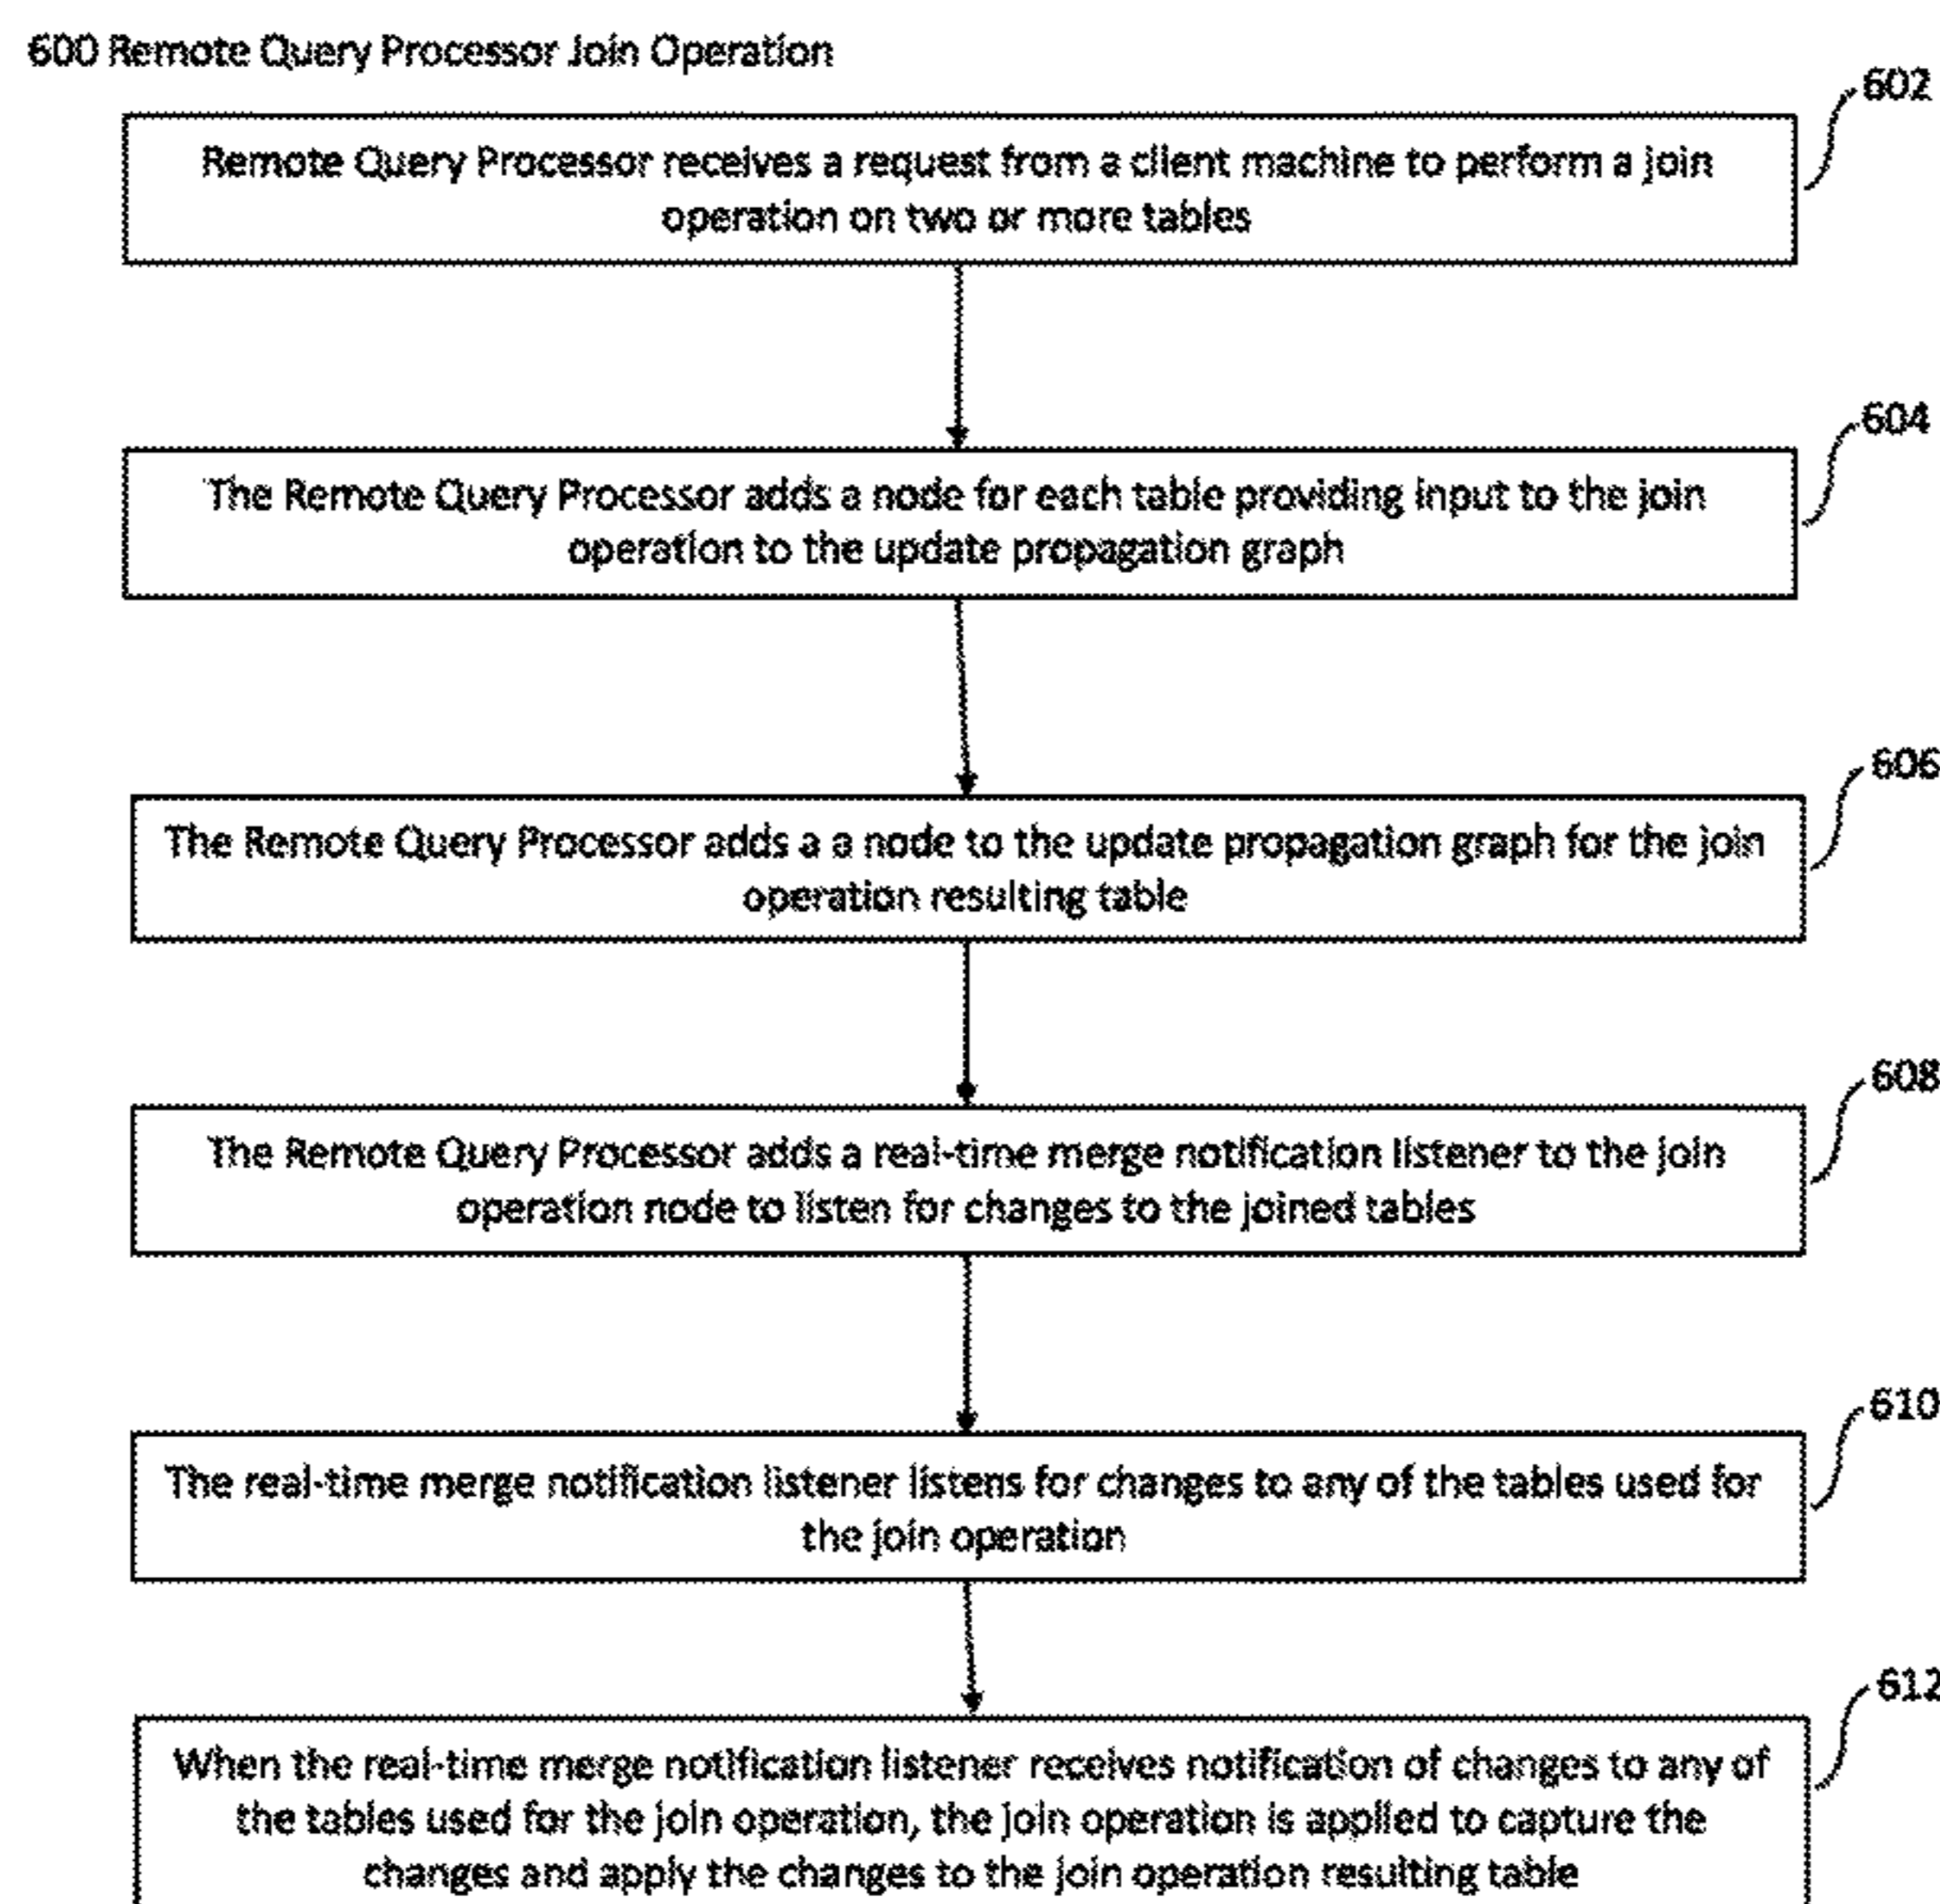 600 Remote Query Processor Join Operation
602
Remote Query Processor receives a request from a client machine to perform a join
operation on two or more tables
604
The Remote Query Processor adds a node for each table providing input to the join
operation to the update propagation graph
606
The Remote Query Processor adds a a node to the update propagation graph for the join
operation resulting table
608
The Remote Query Processor adds a real-time merge notification listener to the join
operation node to listen for changes to the joined tables
610
The real-time merge notification listener listens for changes to any of the tables used for
the join operation
612
When the real-time merge notification listener receives notification of changes to any of
the tables used for the join operation, the join operation is applied to capture the
changes and apply the changes to the join operation resulting table